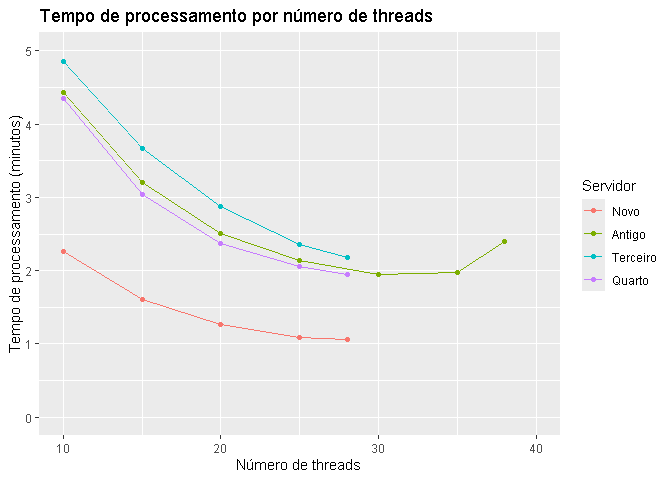 Tempo de processamento por número de threads
Tempo de processamento (minutos)
5
4
3
2
1
0
10
20
30
40
Número de threads
Servidor
Novo
Antigo
Terceiro
Quarto